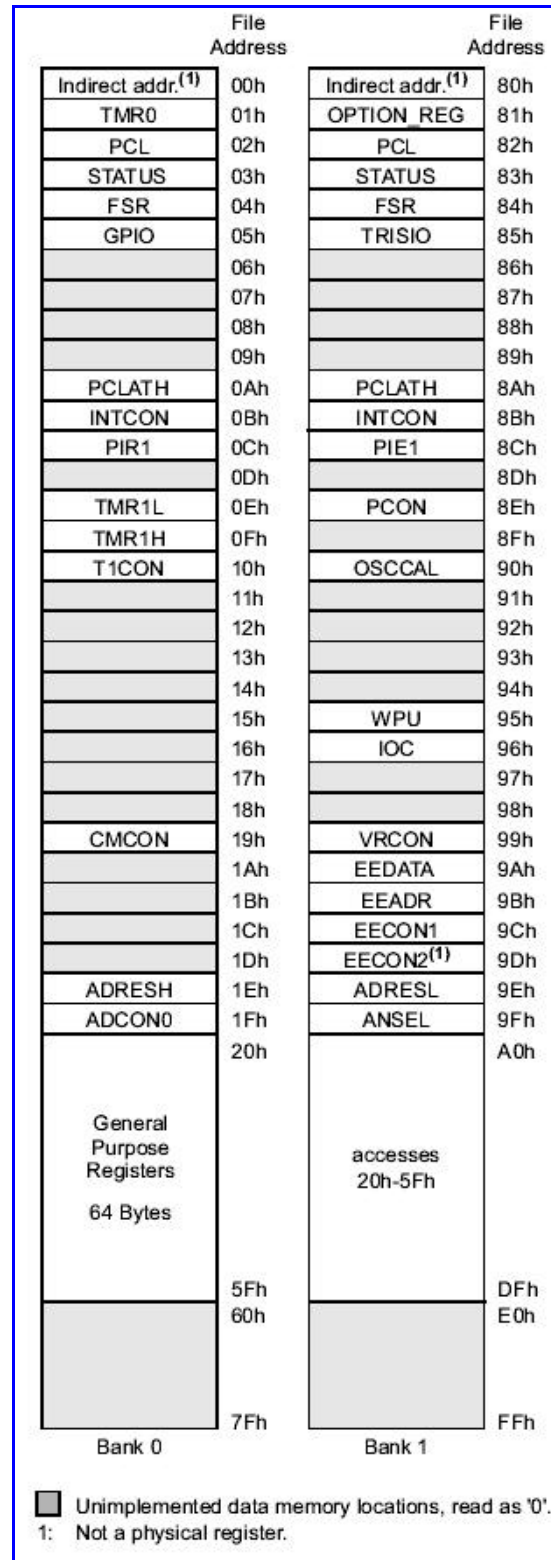 File Address File Address
Indirect addr.(1) 00h Indirect addr.(1) 80h
TMR0 01h OPTION_REG 81h
PCL 02h PCL 82h
STATUS 03h STATUS 83h
FSR 04h FSR 84h
GPIO 05h TRISIO 85h
06h 86h
07h 87h
08h 88h
09h 89h
PCLATH 0Ah PCLATH 8Ah
INTCON 0Bh INTCON 8Bh
PIR1 0Ch PIE1 8Ch
0Dh 8Dh
TMR1L 0Eh PCON 8Eh
TMR1H 0Fh 8Fh
T1CON 10h OSCCAL 90h
11h 91h
12h 92h
13h 93h
14h 94h
15h WPU 95h
16h IOC 96h
17h 97h
18h 98h
CMCON 19h VRCON 99h
1Ah EEDATA 9Ah
1Bh EEADR 9Bh
1Ch EECON1 9Ch
1Dh EECON2(1) 9Dh
ADRESH 1Eh ADRESL 9Eh
ADCON0 1Fh ANSEL 9Fh
20h A0h
General
Purpose
Registers
64 Bytes
accesses
20h-5Fh
5Fh DFh
60h E0h
7Fh FFh
Bank 0 Bank 1
Unimplemented data memory locations, read as '0'.
1: Not a physical register.